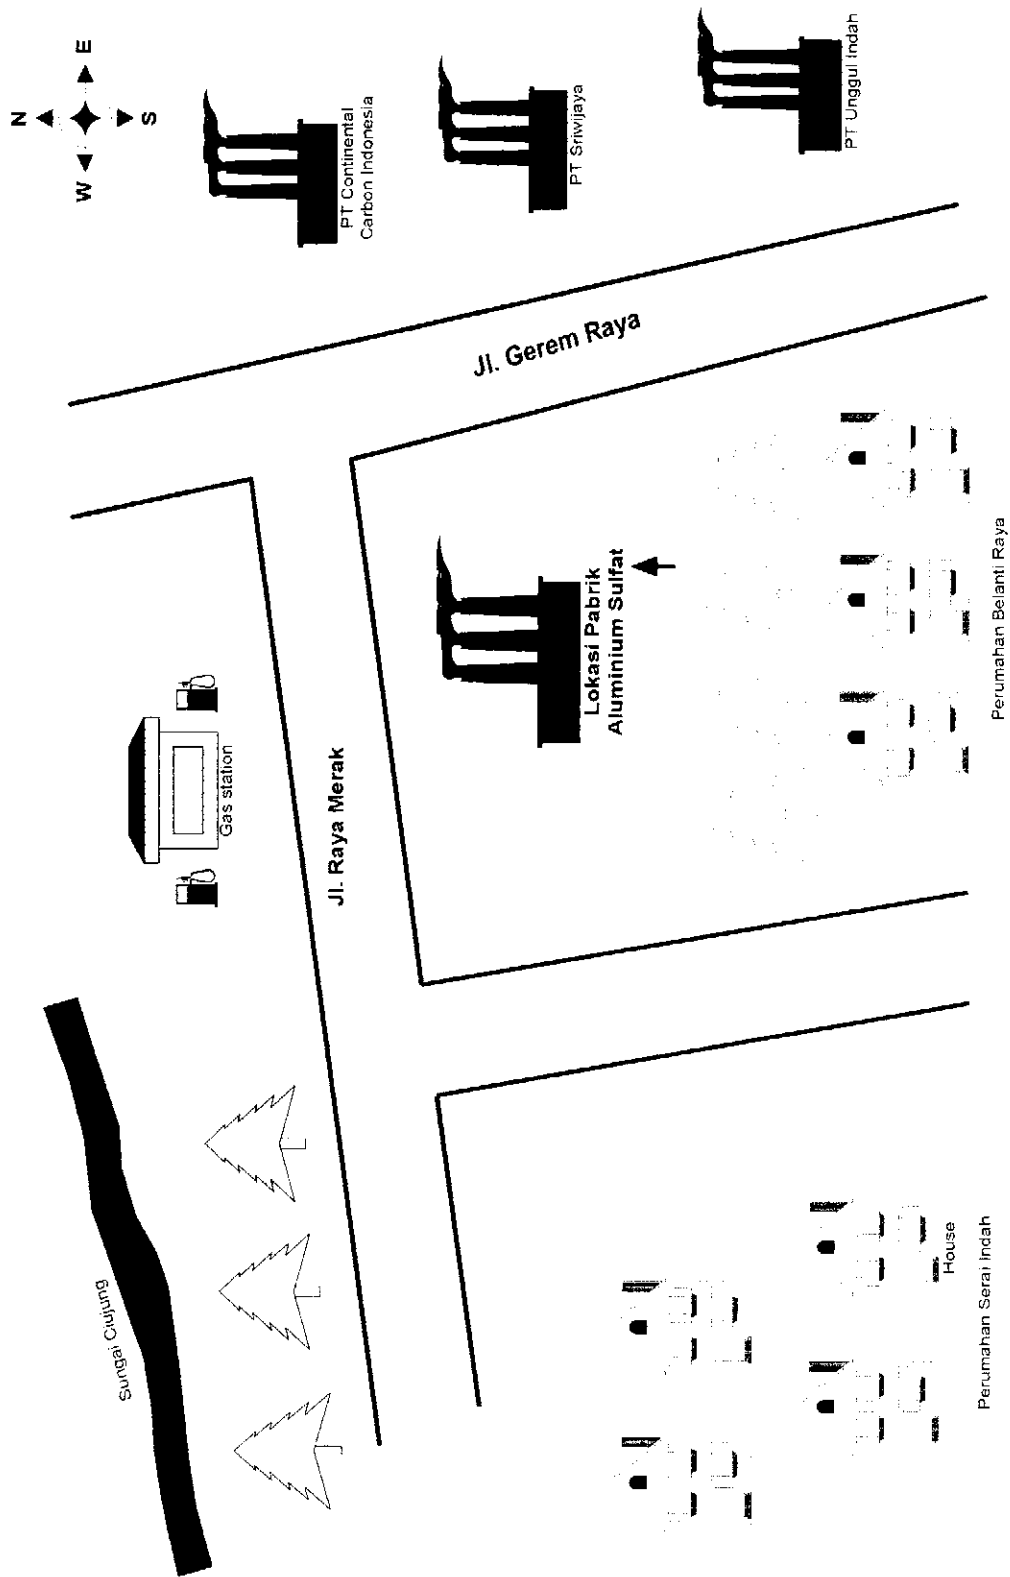 N
W
E
S
PT Continental
Carbon Indonesia
PT Sriwijaya
PT Unggul Indah
Jl. Gerem Raya
Gas station
Jl. Raya Merak
Lokasi Pabrik
Aluminium Sulfat
Perumahan Belanti Raya
Sungai Ciujung
House
Perumahan Serai Indah